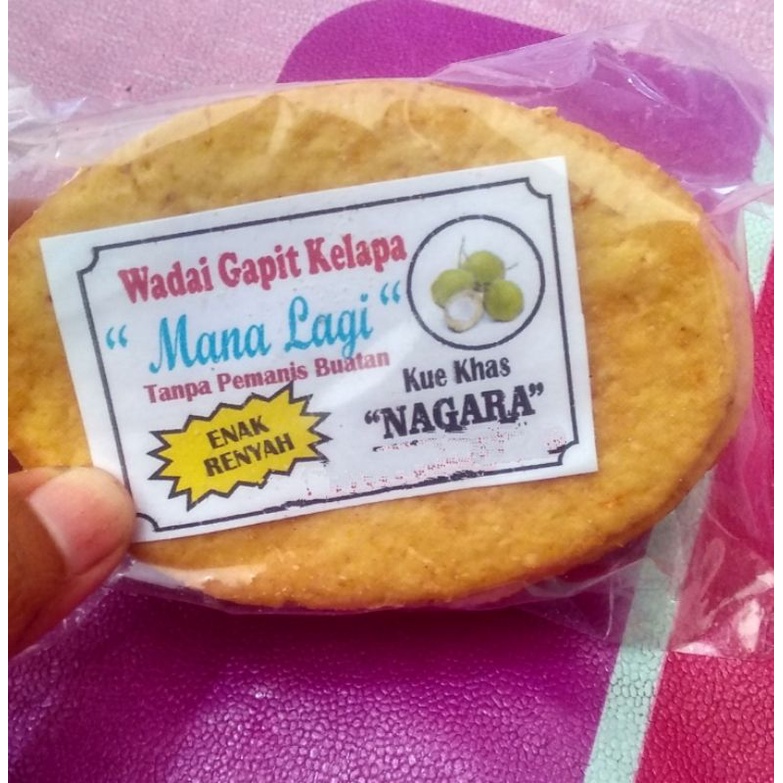 Wadai Gapit Kelapa
“ Mana Lagi “
Tanpa Pemanis Buatan
ENAK
RENYAH
Kue Khas
“NAGARA”